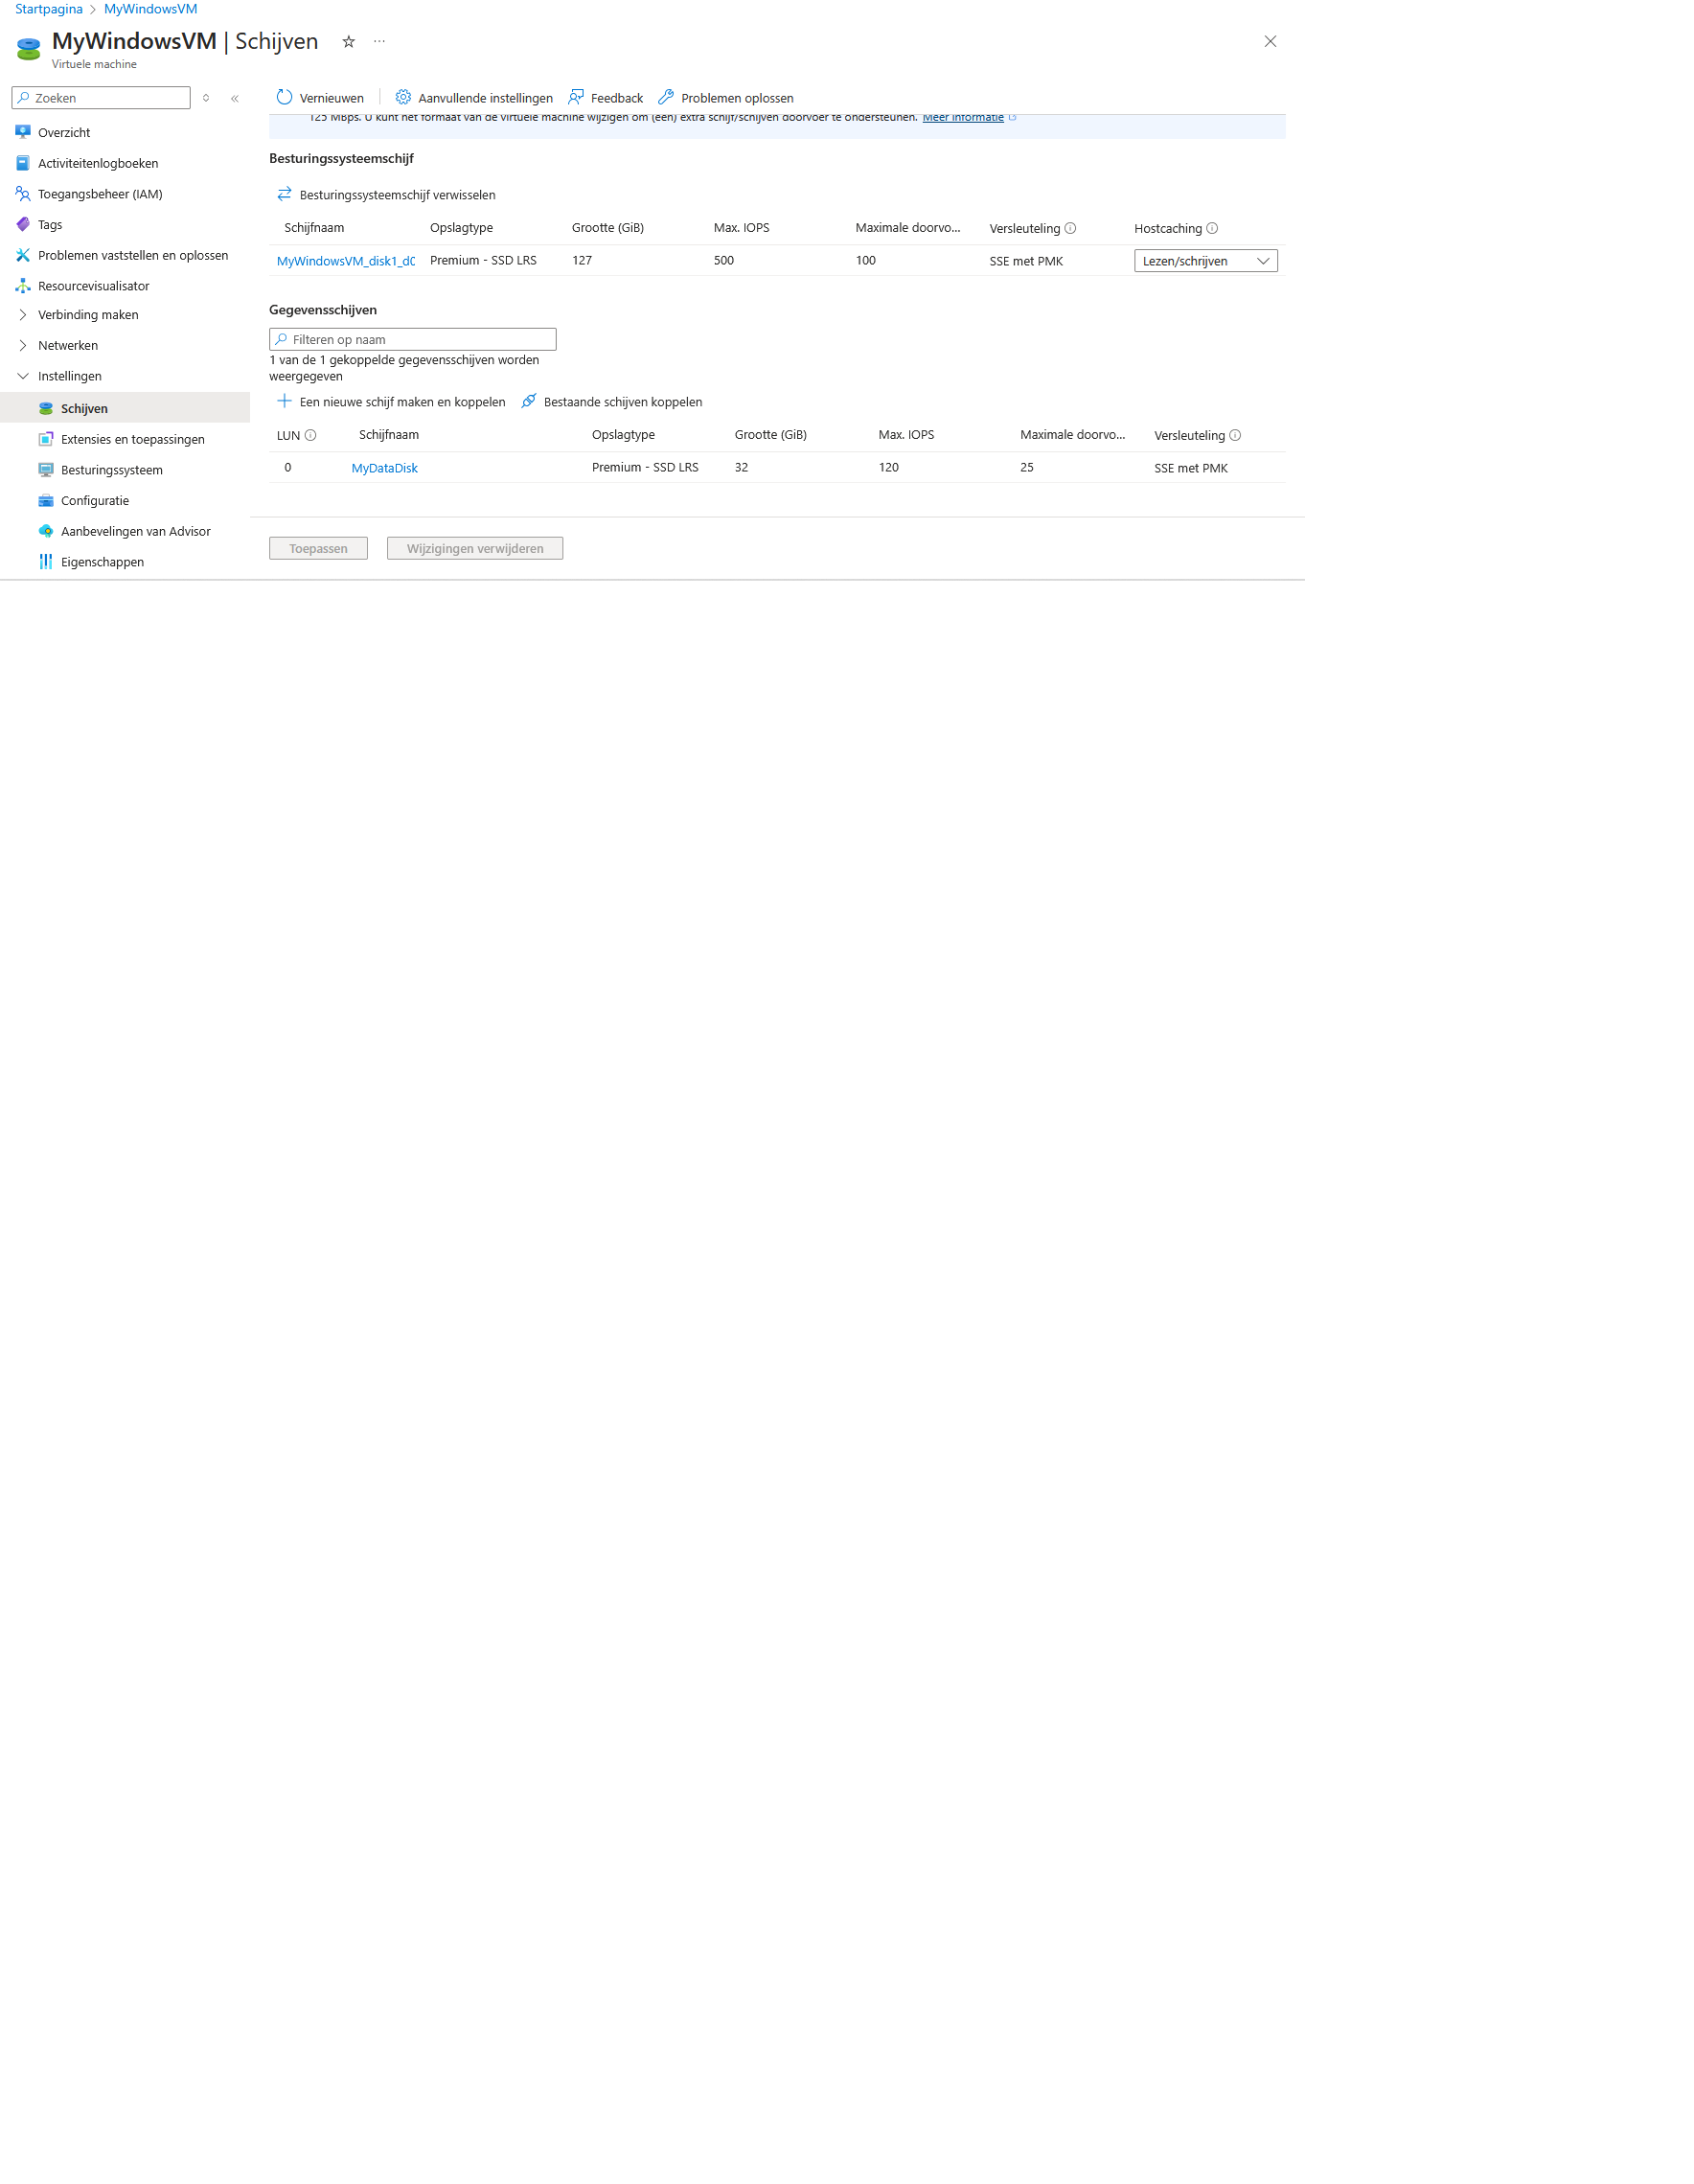 Startpagina > MyWindowsVM
MyWindowsVM | Schijven
Virtuele machine
Zoeken
Overzicht
Activiteitenlogboeken
Toegangsbeheer (IAM)
Tags
Problemen vaststellen en oplossen
Resourcevisualisator
Verbinding maken
Netwerken
Instellingen
Schijven
Extensies en toepassingen
Besturingssysteem
Configuratie
Aanbevelingen van Advisor
Eigenschappen
Vernieuwen Aanvullende instellingen Feedback Problemen oplossen
125 MBps. U kunt het formaat van de virtuele machine wijzigen om (een) extra schijf/schijven doorvoer te ondersteunen. Meer informatie
Besturingssysteemschijf
Besturingssysteemschijf verwisselen
Schijfnaam Opslagtype Grootte (GiB) Max. IOPS Maximale doorvo... Versleuteling Hostcaching
MyWindowsVM_disk1_d0 Premium - SSD LRS 127 500 100 SSE met PMK Lezen/schrijven
Gegevensschijven
Filteren op naam
1 van de 1 gekoppelde gegevensschijven worden
weergegeven
Een nieuwe schijf maken en koppelen Bestaande schijven koppelen
LUN Schijfnaam Opslagtype Grootte (GiB) Max. IOPS Maximale doorvo... Versleuteling
0 MyDataDisk Premium - SSD LRS 32 120 25 SSE met PMK
Toepassen Wijzigingen verwijderen